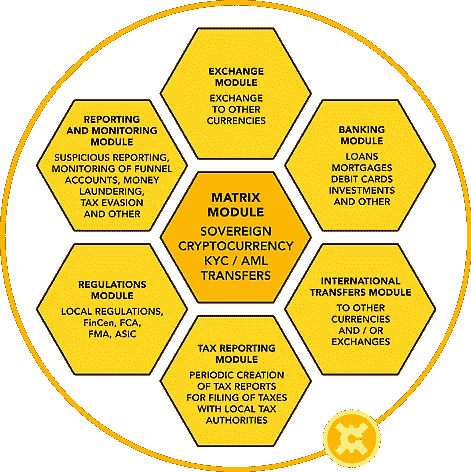 EXCHANGE
MODULE
EXCHANGE
TO OTHER
CURRENCIES
REPORTING
AND MONITORING
MODULE
SUSPICIOUS REPORTING,
MONITORING OF FUNNEL
ACCOUNTS, MONEY
LAUNDERING,
TAX EVASION
AND OTHER
BANKING
MODULE
LOANS
MORTGAGES
DEBIT CARDS
INVESTMENTS
AND OTHER
MATRIX
MODULE
SOVEREIGN
CRYPTOCURRENCY
KYC / AML
TRANSFERS
REGULATIONS
MODULE
LOCAL REGULATIONS,
FinCen, FCA,
FMA, ASIC
INTERNATIONAL
TRANSFERS MODULE
TO OTHER
CURRENCIES
AND / OR
EXCHANGES
TAX REPORTING
MODULE
PERIODIC CREATION
OF TAX REPORTS
FOR FILING OF TAXES
WITH LOCAL TAX
AUTHORITIES